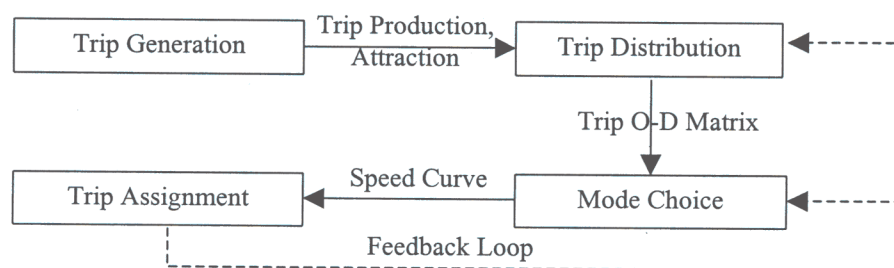 Trip Generation
Trip Production,
Attraction
Trip Distribution
Trip O-D Matrix
Trip Assignment
Speed Curve
Mode Choice
Feedback Loop